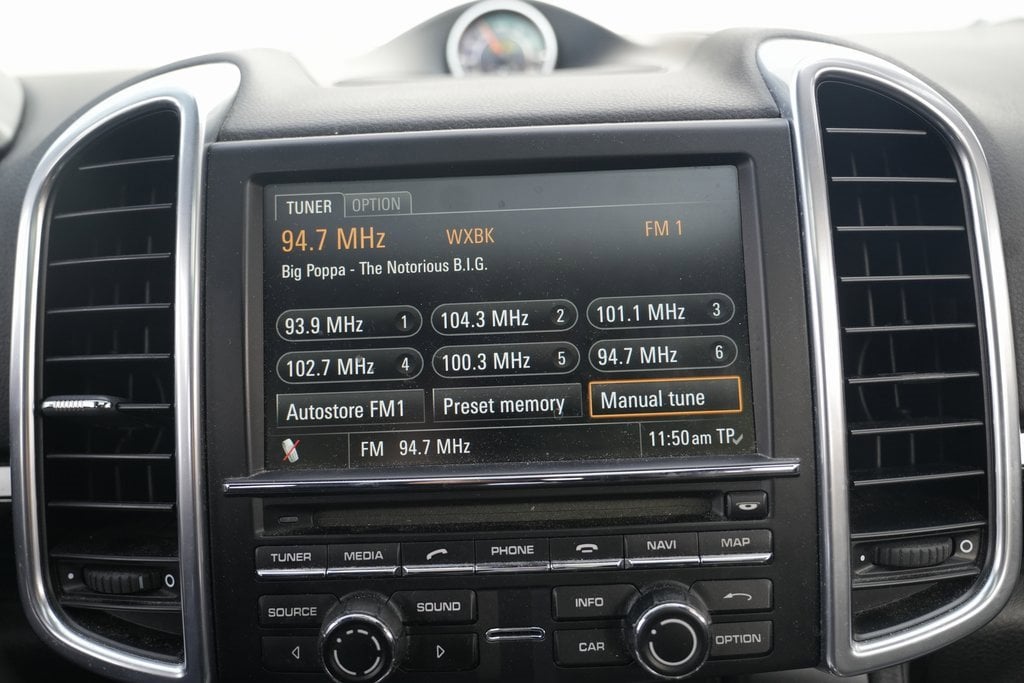 TUNER OPTION
94.7 MHz WXBK FM 1
Big Poppa - The Notorious B.I.G.
93.9 MHz 1 104.3 MHz 2 101.1 MHz 3
102.7 MHz 4 100.3 MHz 5 94.7 MHz 6
Autostore FM1 Preset memory Manual tune
FM 94.7 MHz 11:50 am TP
TUNER MEDIA PHONE NAVI MAP
SOURCE SOUND INFO
CAR OPTION